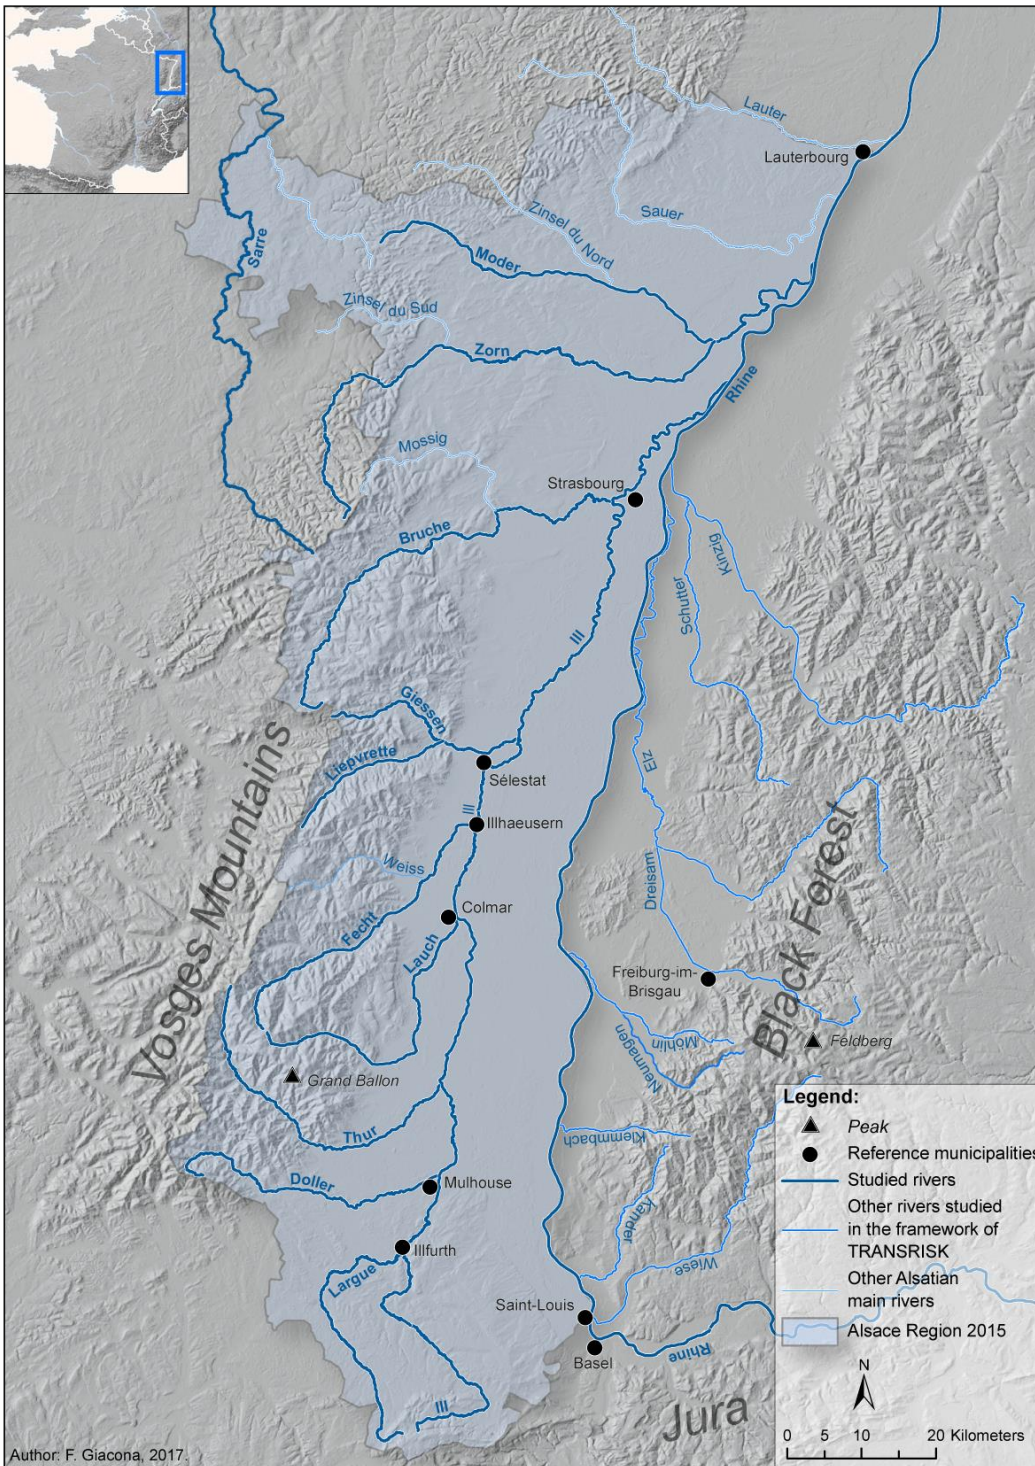 Lauter
Lauterbourg
Sauer
Zinsel du Nord
Moder
Sarre
Zinsel du Sud
Zorn
Rhine
Mossig
Strasbourg
Bruche
Kinzig
Schutter
Ill
Giessen
Liepvrette
Elz
Sélestat
Vosges Mountains
Ill
Illhaeusern
Weiss
Black Forest
Dreisam
Colmar
Fecht
Lauch
Freiburg-im-
Brisgau
Möhlin
Neumagen
Feldberg
Grand Ballon
Thur
Klemmbach
Doller
Mulhouse
Kander
Illfurth
Largue
Wiese
Saint-Louis
Rhine
Basel
Ill
Jura
Legend:
Peak
Reference municipalities
Studied rivers
Other rivers studied
in the framework of
TRANSRISK
Other Alsatian
main rivers
Alsace Region 2015
N
0 5 10 20 Kilometers
Author: F. Giacona, 2017.